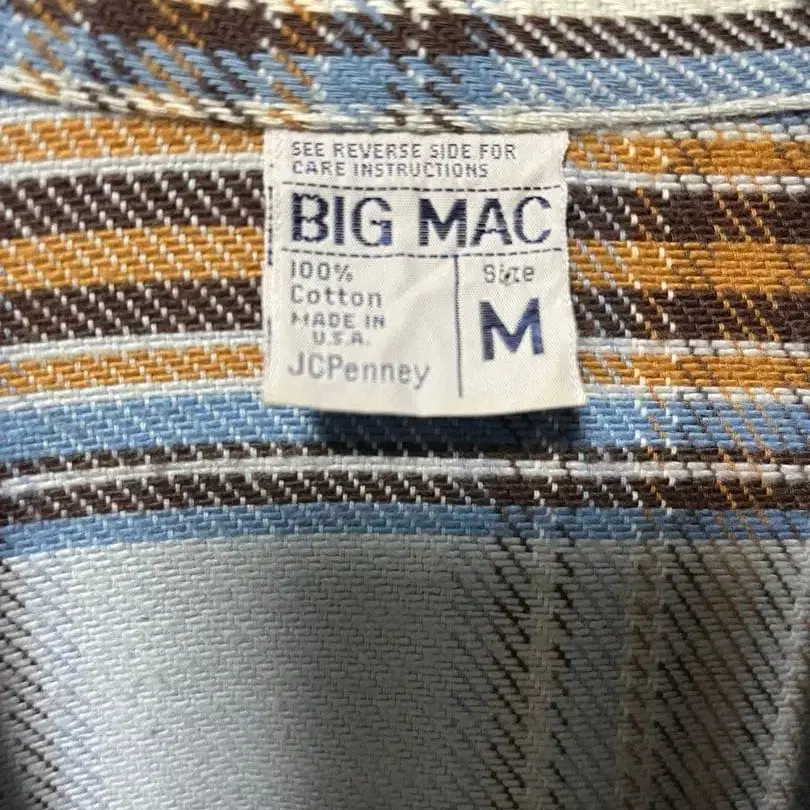 SEE REVERSE SIDE FOR
CARE INSTRUCTIONS
BIG MAC
100%
Cotton
MADE IN
U.S.A.
JCPenney
Size
M